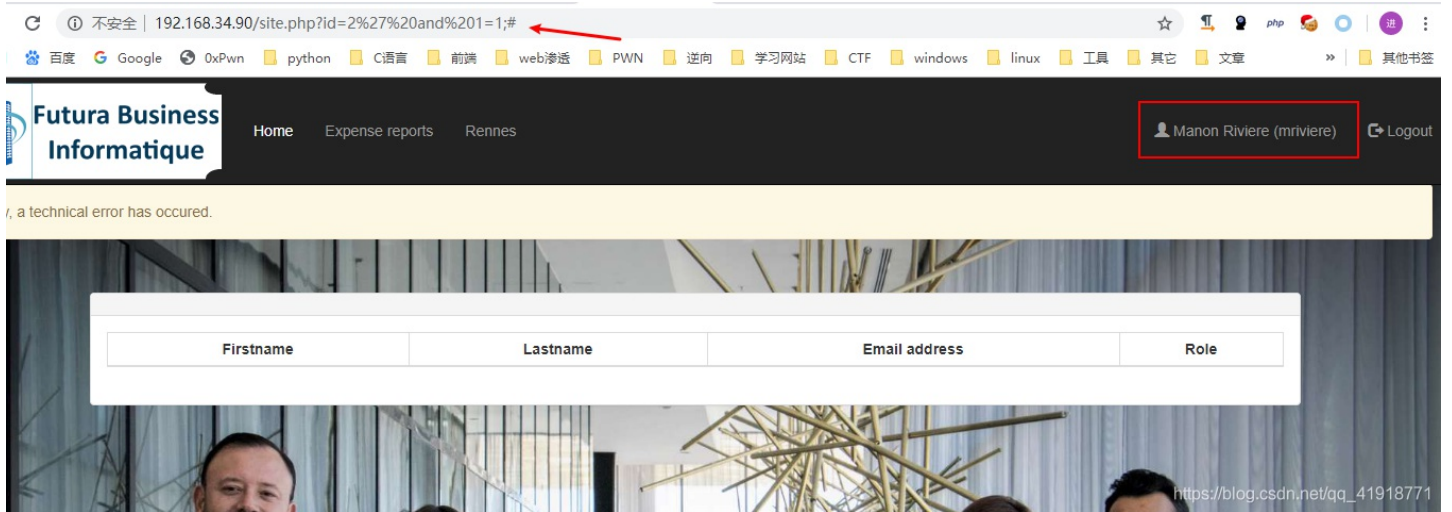 不安全 | 192.168.34.90/site.php?id=2%27%20and%201=1;#
php
进
百度 Google 0xPwn python C语言 前端 web渗透 PWN 逆向 学习网站 CTF windows linux 工具 其它 文章 » 其他书签
Futura Business
Informatique
Home Expense reports Rennes Manon Riviere (mriviere) Logout
, a technical error has occured.
Firstname Lastname Email address Role
https://blog.csdn.net/qq_41918771